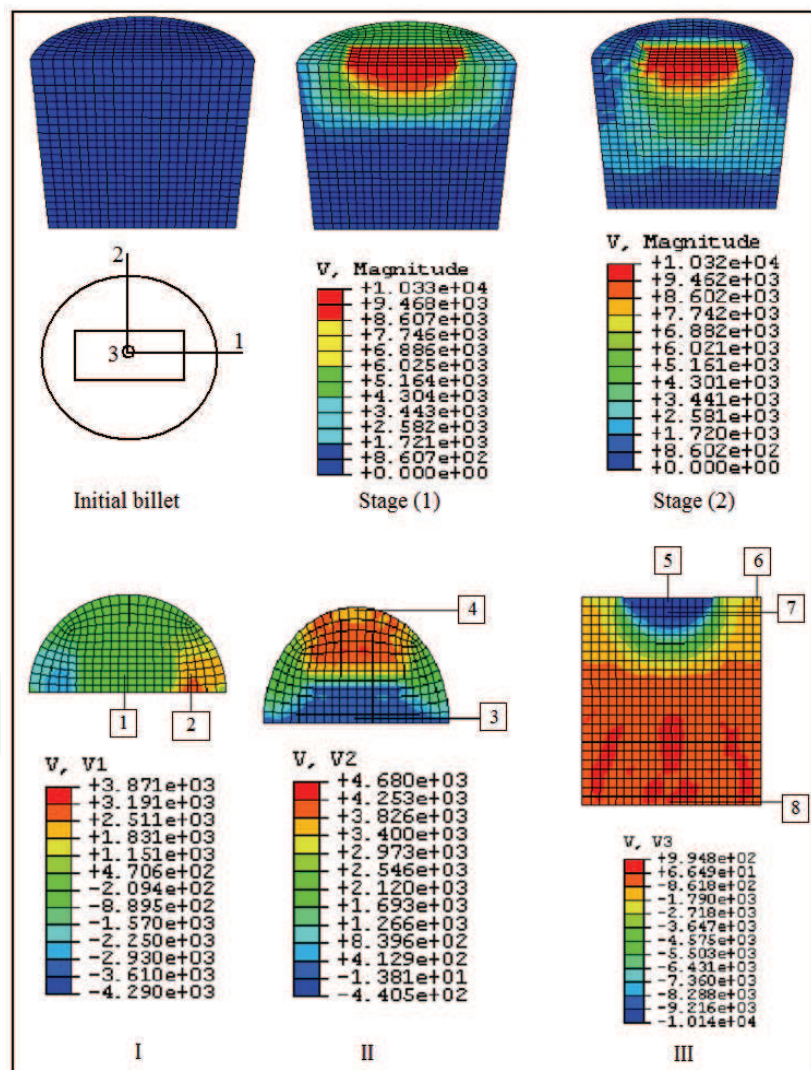 2
1
3
Initial billet
V, Magnitude
+1.033e+04
+9.468e+03
+8.607e+03
+7.746e+03
+6.886e+03
+6.025e+03
+5.164e+03
+4.304e+03
+3.443e+03
+2.582e+03
+1.721e+03
+8.607e+02
+0.000e+00
Stage (1)
V, Magnitude
+1.032e+04
+9.462e+03
+8.602e+03
+7.742e+03
+6.882e+03
+6.021e+03
+5.161e+03
+4.301e+03
+3.441e+03
+2.581e+03
+1.720e+03
+8.602e+02
+0.000e+00
Stage (2)
1
2
V, V1
+3.871e+03
+3.191e+03
+2.511e+03
+1.831e+03
+1.151e+03
+4.706e+02
-2.094e+02
-8.895e+02
-1.570e+03
-2.250e+03
-2.930e+03
-3.610e+03
-4.290e+03
I
4
3
V, V2
+4.680e+03
+4.253e+03
+3.826e+03
+3.400e+03
+2.973e+03
+2.546e+03
+2.120e+03
+1.693e+03
+1.266e+03
+8.396e+02
+4.129e+02
-1.381e+01
-4.405e+02
II
5
6
7
8
V, V3
+9.948e+02
+6.649e+01
-8.618e+02
-1.790e+03
-2.718e+03
-3.647e+03
-4.575e+03
-5.503e+03
-6.431e+03
-7.360e+03
-8.288e+03
-9.216e+03
-1.014e+04
III